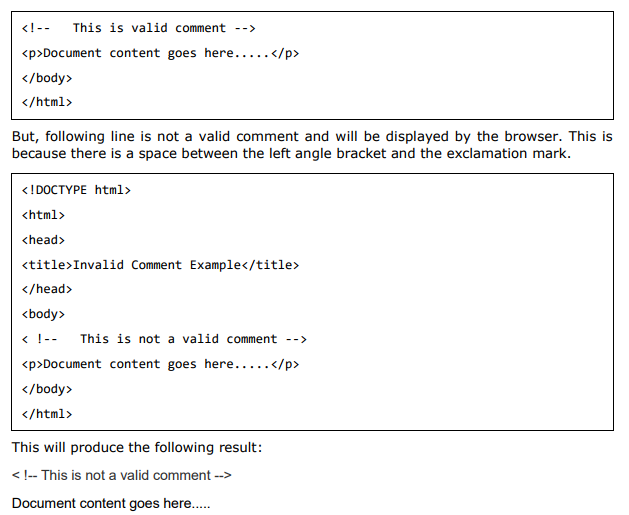 <!--   This is valid comment -->
<p>Document content goes here.....</p>
</body>
</html>
But, following line is not a valid comment and will be displayed by the browser. This is
because there is a space between the left angle bracket and the exclamation mark.
<!DOCTYPE html>
<html>
<head>
<title>Invalid Comment Example</title>
</head>
<body>
< !--   This is not a valid comment -->
<p>Document content goes here.....</p>
</body>
</html>
This will produce the following result:
< !-- This is not a valid comment -->
Document content goes here.....